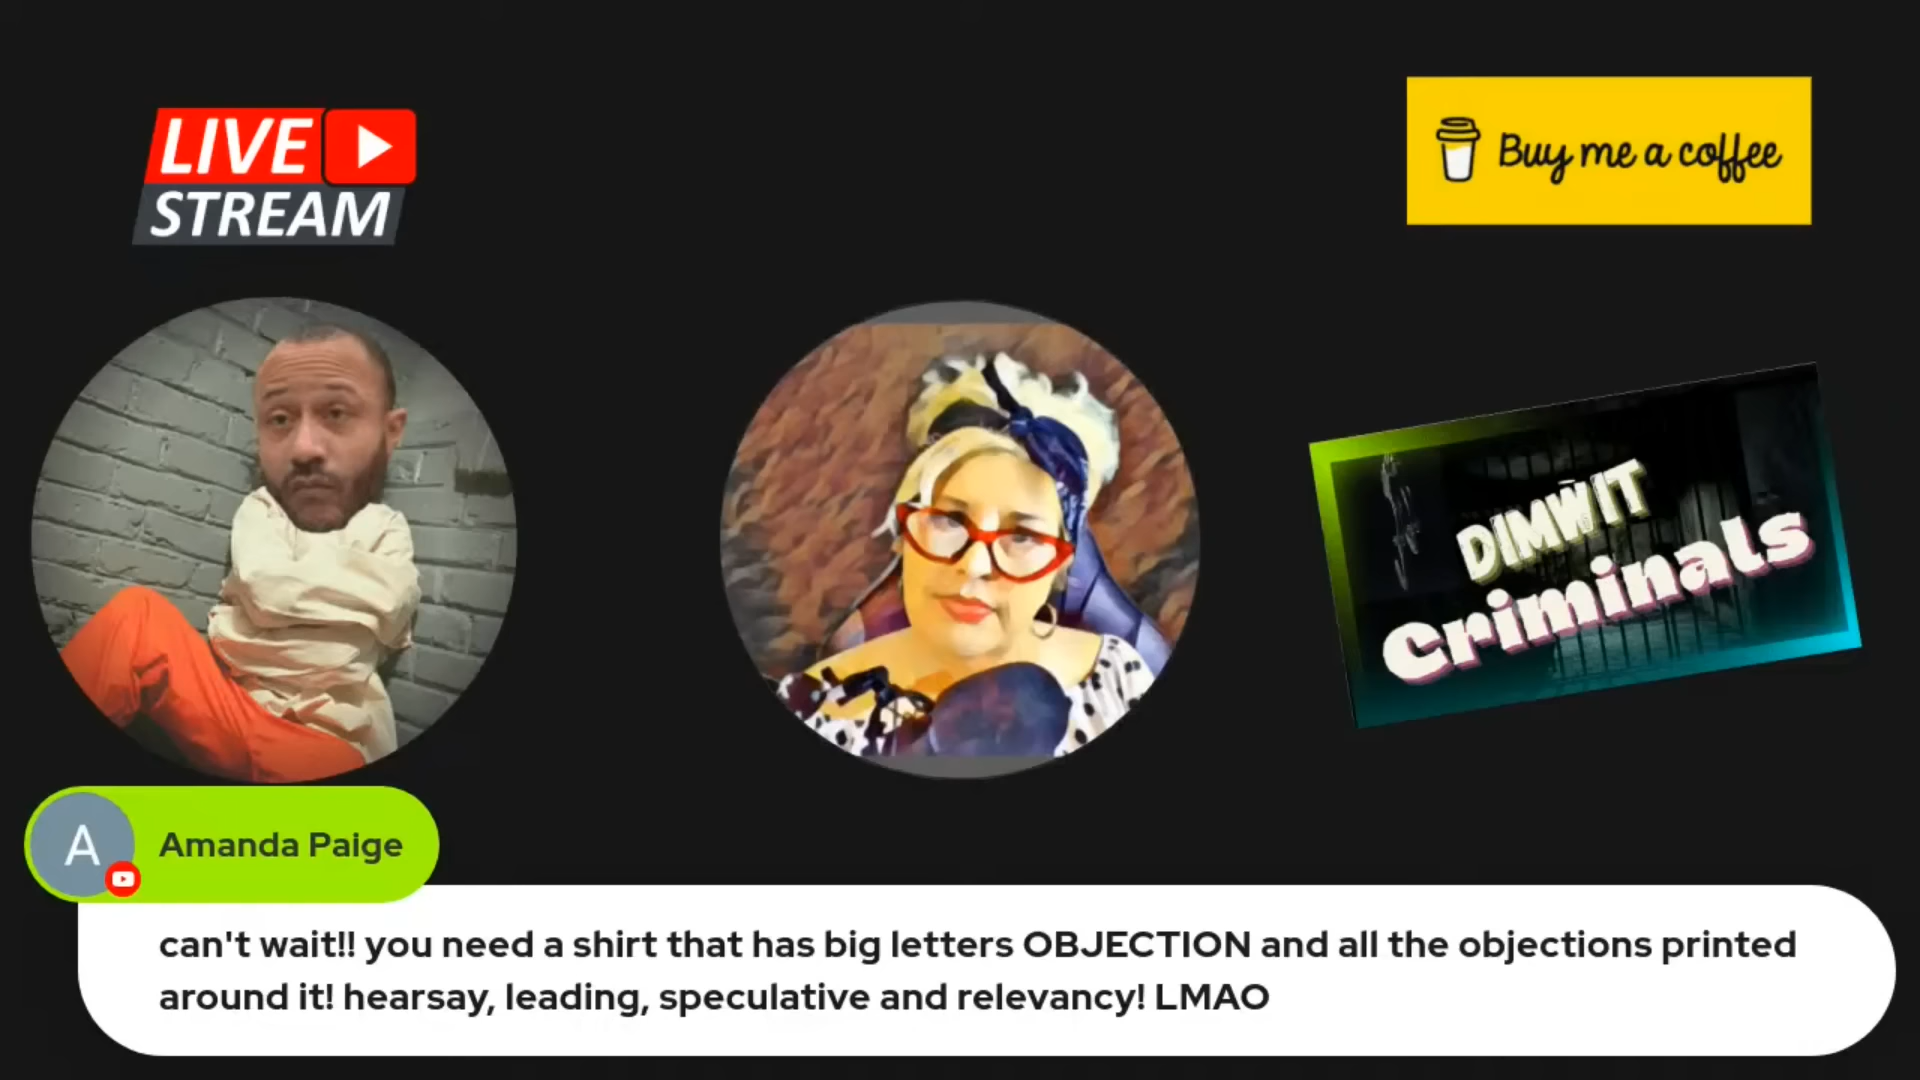 LIVE
STREAM
Buy me a coffee
DIMWIT
Criminals
A
Amanda Paige
can't wait!! you need a shirt that has big letters OBJECTION and all the objections printed
around it! hearsay, leading, speculative and relevancy! LMAO